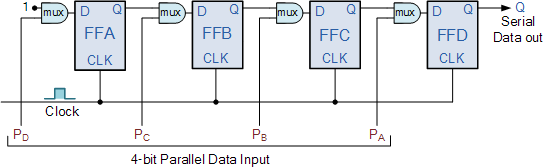 1 mux D Q mux D Q mux D Q mux D Q Q
FFA FFB FFC FFD Serial
Data out
CLK CLK CLK CLK
Clock
PD PC PB PA
4-bit Parallel Data Input